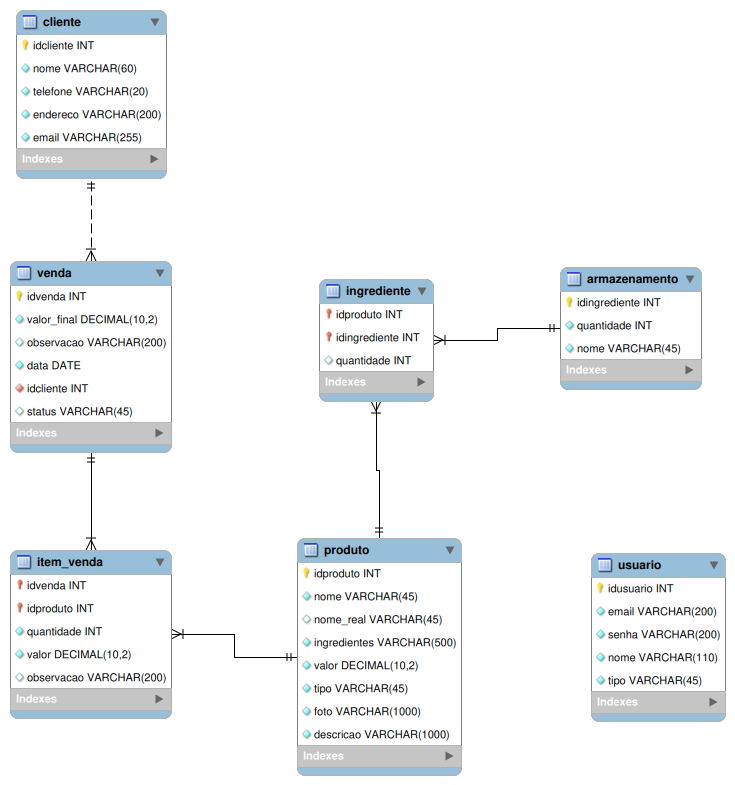 cliente
idcliente INT
nome VARCHAR(60)
telefone VARCHAR(20)
endereco VARCHAR(200)
email VARCHAR(255)
Indexes
venda
idvenda INT
valor_final DECIMAL(10,2)
observacao VARCHAR(200)
data DATE
idcliente INT
status VARCHAR(45)
Indexes
ingrediente
idproduto INT
idingrediente INT
quantidade INT
Indexes
armazenamento
idingrediente INT
quantidade INT
nome VARCHAR(45)
Indexes
item_venda
idvenda INT
idproduto INT
quantidade INT
valor DECIMAL(10,2)
observacao VARCHAR(200)
Indexes
produto
idproduto INT
nome VARCHAR(45)
nome_real VARCHAR(45)
ingredientes VARCHAR(500)
valor DECIMAL(10,2)
tipo VARCHAR(45)
foto VARCHAR(1000)
descricao VARCHAR(1000)
Indexes
usuario
idusuario INT
email VARCHAR(200)
senha VARCHAR(200)
nome VARCHAR(110)
tipo VARCHAR(45)
Indexes